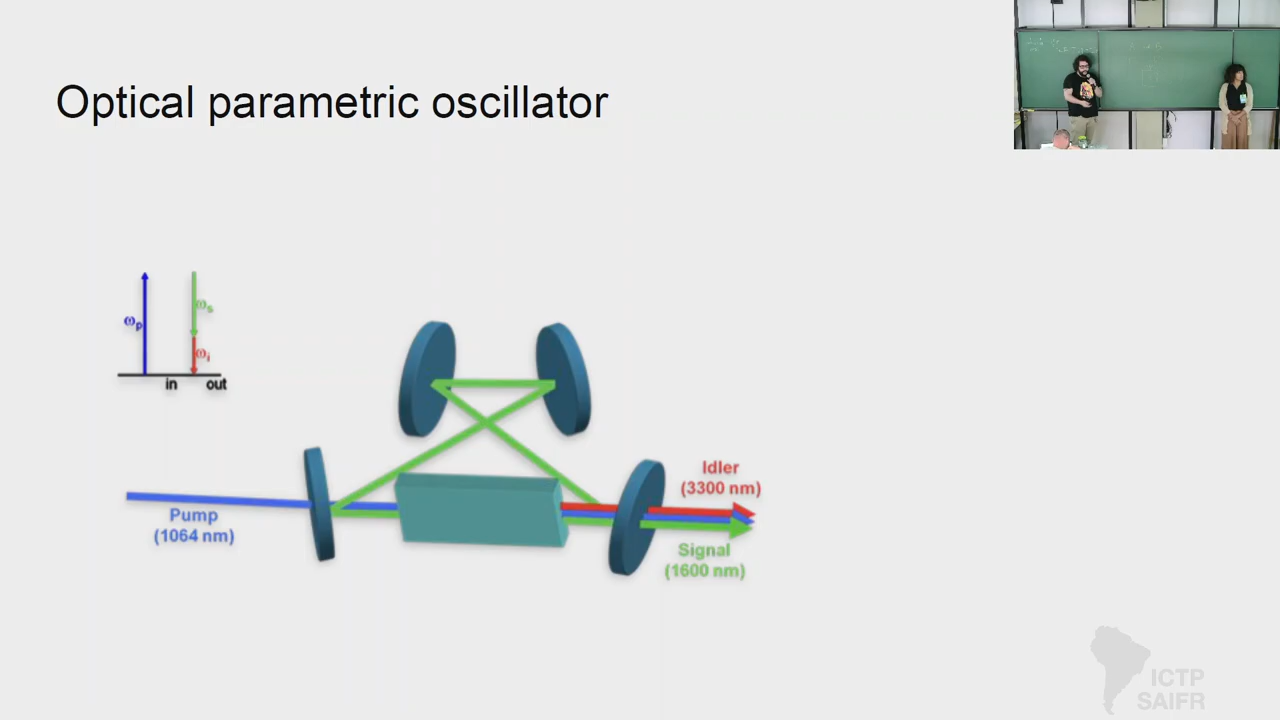 Optical parametric oscillator
ωp
ωs
ωi
in out
Pump
(1064 nm)
Idler
(3300 nm)
Signal
(1600 nm)
ICTP
SAIFR